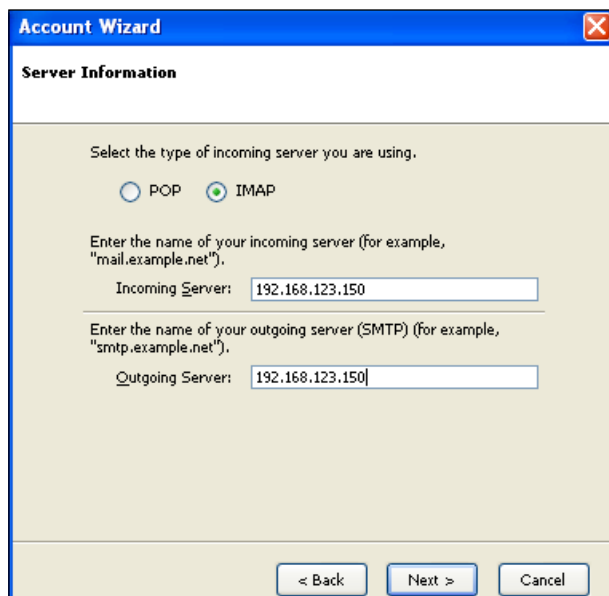 Account Wizard
Server Information
Select the type of incoming server you are using.
POP IMAP
Enter the name of your incoming server (for example,
"mail.example.net").
Incoming Server: 192.168.123.150
Enter the name of your outgoing server (SMTP) (for example,
"smtp.example.net").
Outgoing Server: 192.168.123.150
< Back Next > Cancel